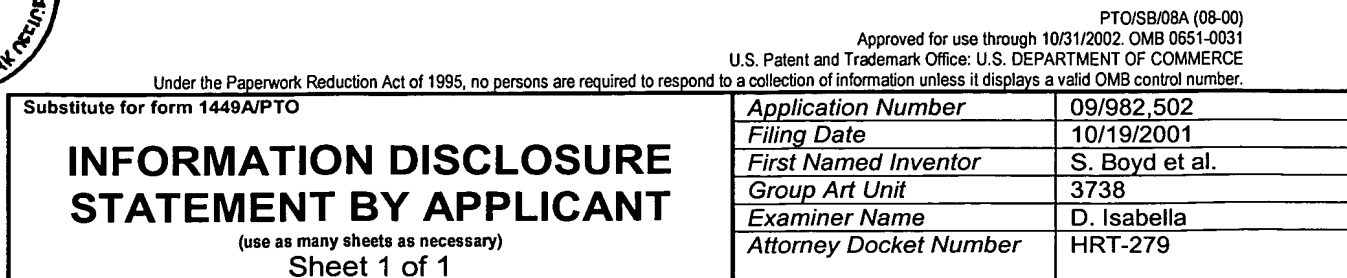 PTO/SB/08A (08-00)
Approved for use through 10/31/2002. OMB 0651-0031
U.S. Patent and Trademark Office: U.S. DEPARTMENT OF COMMERCE
Under the Paperwork Reduction Act of 1995, no persons are required to respond to a collection of information unless it displays a valid OMB control number.
Substitute for form 1449A/PTO
INFORMATION DISCLOSURE
STATEMENT BY APPLICANT
(use as many sheets as necessary)
Sheet 1 of 1
Application Number 09/982,502
Filing Date 10/19/2001
First Named Inventor S. Boyd et al.
Group Art Unit 3738
Examiner Name D. Isabella
Attorney Docket Number HRT-279